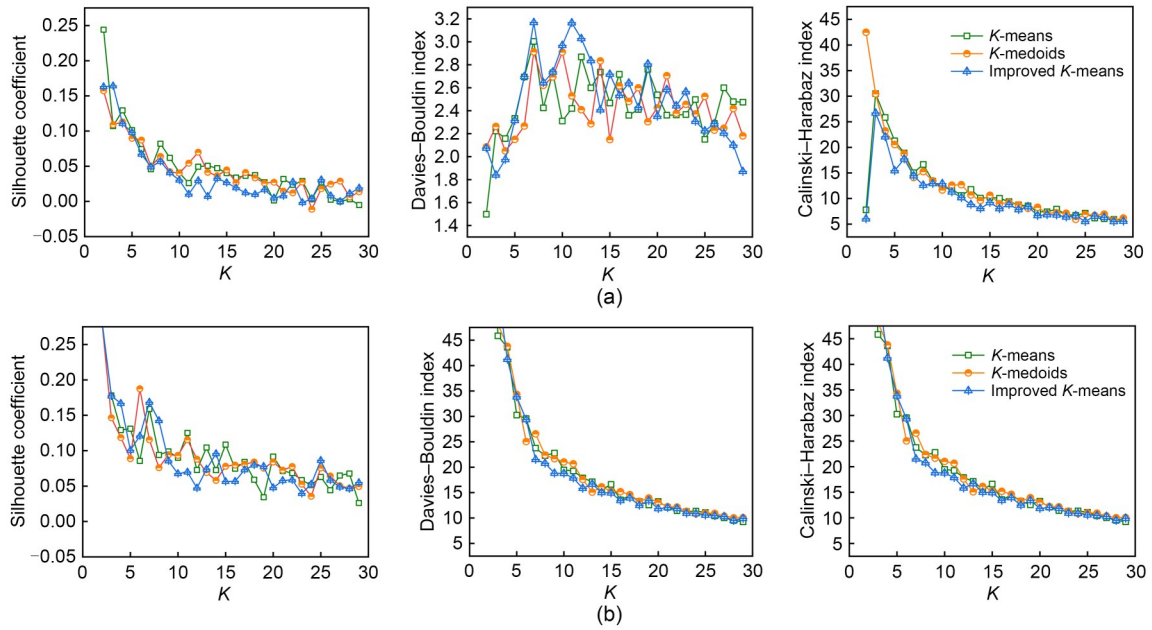 Silhouette coefficient
0.25
0.20
0.15
0.10
0.05
0.00
−0.05
0 5 10 15 20 25 30
K
Davies–Bouldin index
3.2
3.0
2.8
2.6
2.4
2.2
2.0
1.8
1.6
1.4
0 5 10 15 20 25 30
K
Calinski–Harabaz index
45
40
35
30
25
20
15
10
5
0 5 10 15 20 25 30
K
K-means
K-medoids
Improved K-means
(a)
Silhouette coefficient
0.25
0.20
0.15
0.10
0.05
0.00
−0.05
0 5 10 15 20 25 30
K
Davies–Bouldin index
45
40
35
30
25
20
15
10
5
0 5 10 15 20 25 30
K
Calinski–Harabaz index
45
40
35
30
25
20
15
10
5
0 5 10 15 20 25 30
K
K-means
K-medoids
Improved K-means
(b)